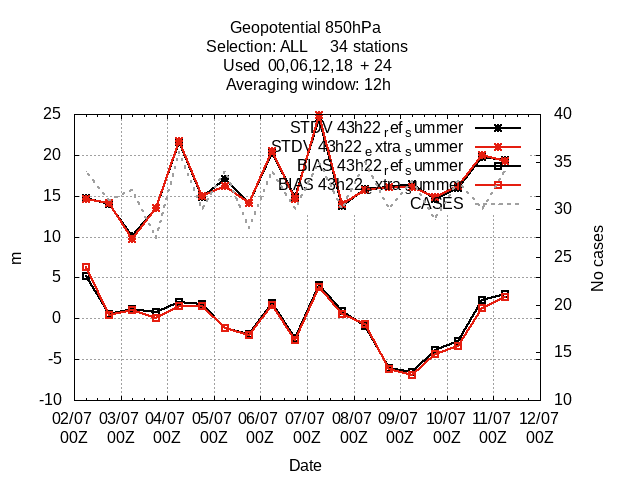 Geopotential 850hPa
Selection: ALL 34 stations
Used 00,06,12,18 + 24
Averaging window: 12h
25
20
15
10
5
0
-5
-10
m
40
35
30
25
20
15
10
No cases
STDV 43h22_ref_summer
STDV 43h22_extra_summer
BIAS 43h22_ref_summer
BIAS 43h22_extra_summer
CASES
02/07 03/07 04/07 05/07 06/07 07/07 08/07 09/07 10/07 11/07 12/07
00Z 00Z 00Z 00Z 00Z 00Z 00Z 00Z 00Z 00Z 00Z
Date